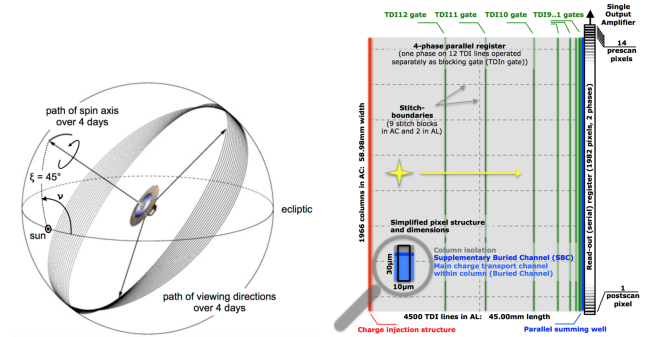 path of spin axis
over 4 days
ξ = 45°
ν
sun
ecliptic
path of viewing directions
over 4 days
TDI12 gate
TDI11 gate
TDI10 gate
TDI9..1 gates
Single
Output
Amplifier
14
prescan
pixels
4-phase parallel register
(one phase on 12 TDI lines operated
separately as blocking gate (TDIn gate))
Stitch-
boundaries
(9 stitch blocks
in AC and 2 in AL)
1966 columns in AC: 58.98mm width
Read-out (serial) register (1982 pixels, 2 phases)
Simplified pixel structure
and dimensions
Column isolation
Supplementary Buried Channel (SBC)
Main charge transport channel
within column (Buried Channel)
30µm
10µm
1
postscan
pixel
4500 TDI lines in AL: 45.00mm length
Charge injection structure
Parallel summing well